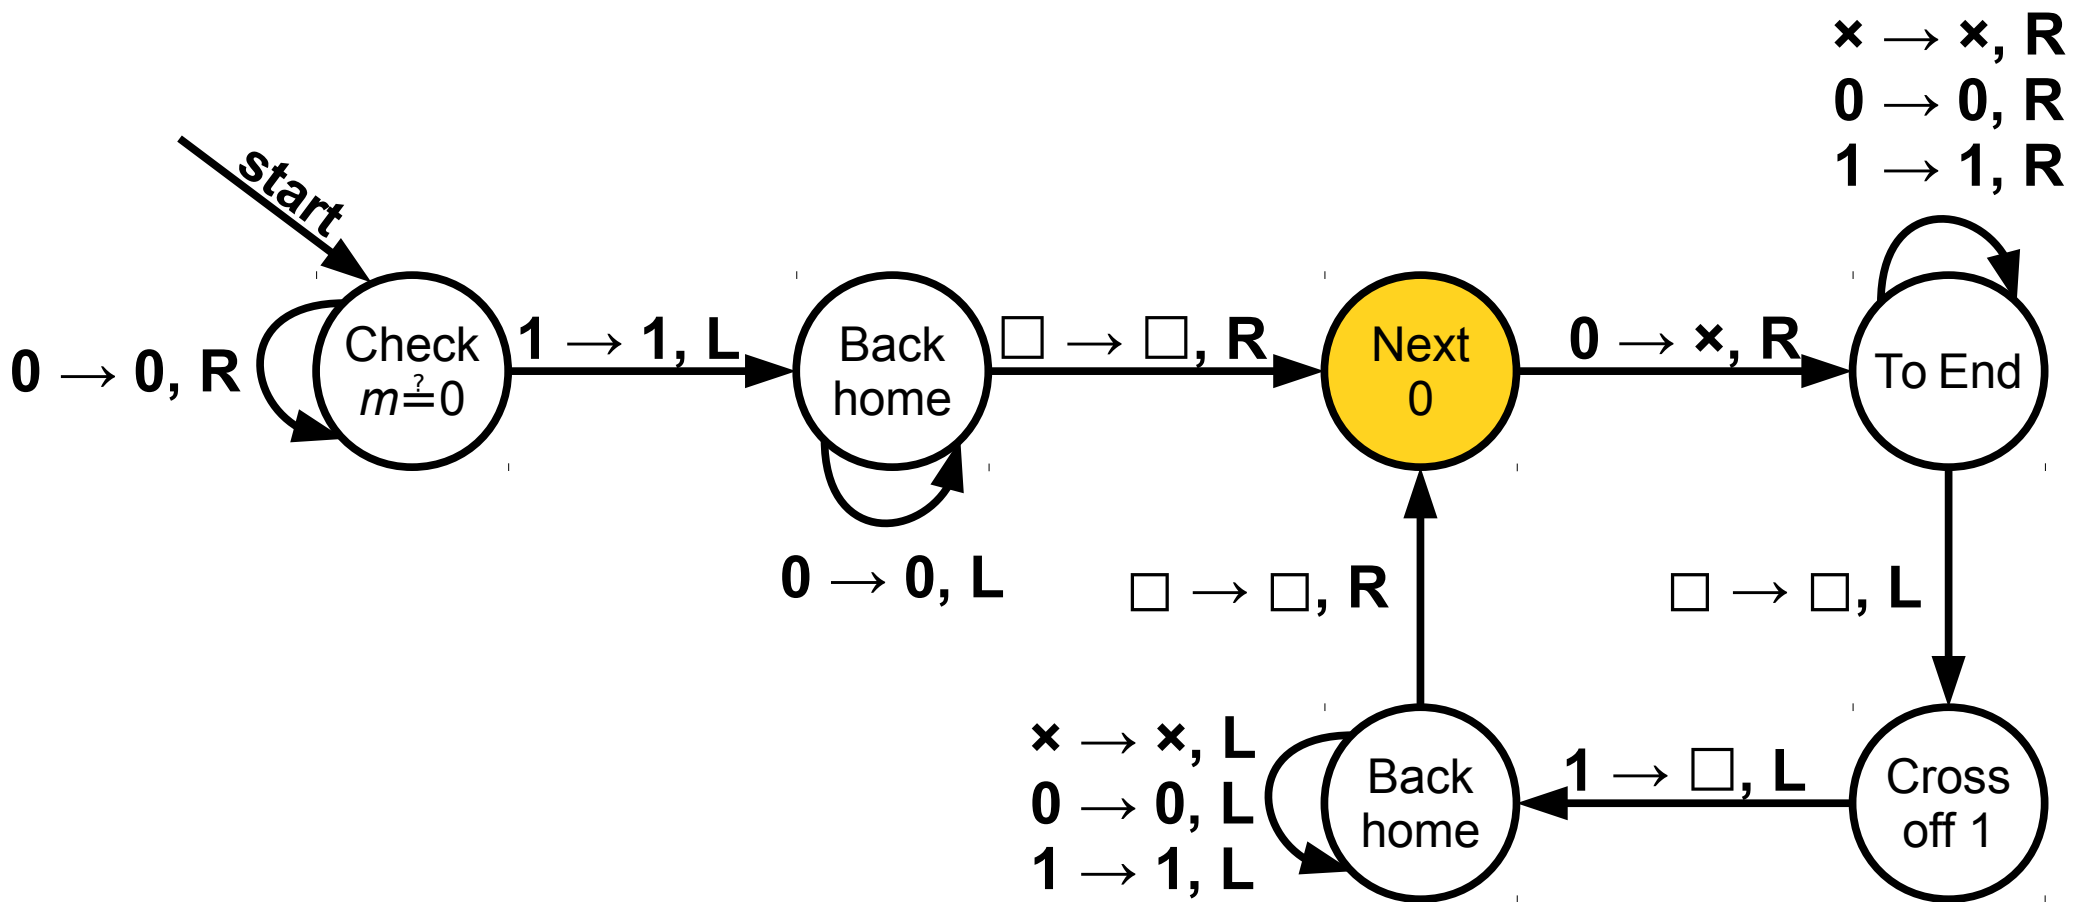 × → ×, R
0 → 0, R
1 → 1, R
start
0 → 0, R
Check
m≟0
1 → 1, L
Back
home
□ → □, R
Next
0
0 → ×, R
To End
0 → 0, L
□ → □, R
□ → □, L
× → ×, L
0 → 0, L
1 → 1, L
Back
home
1 → □, L
Cross
off 1